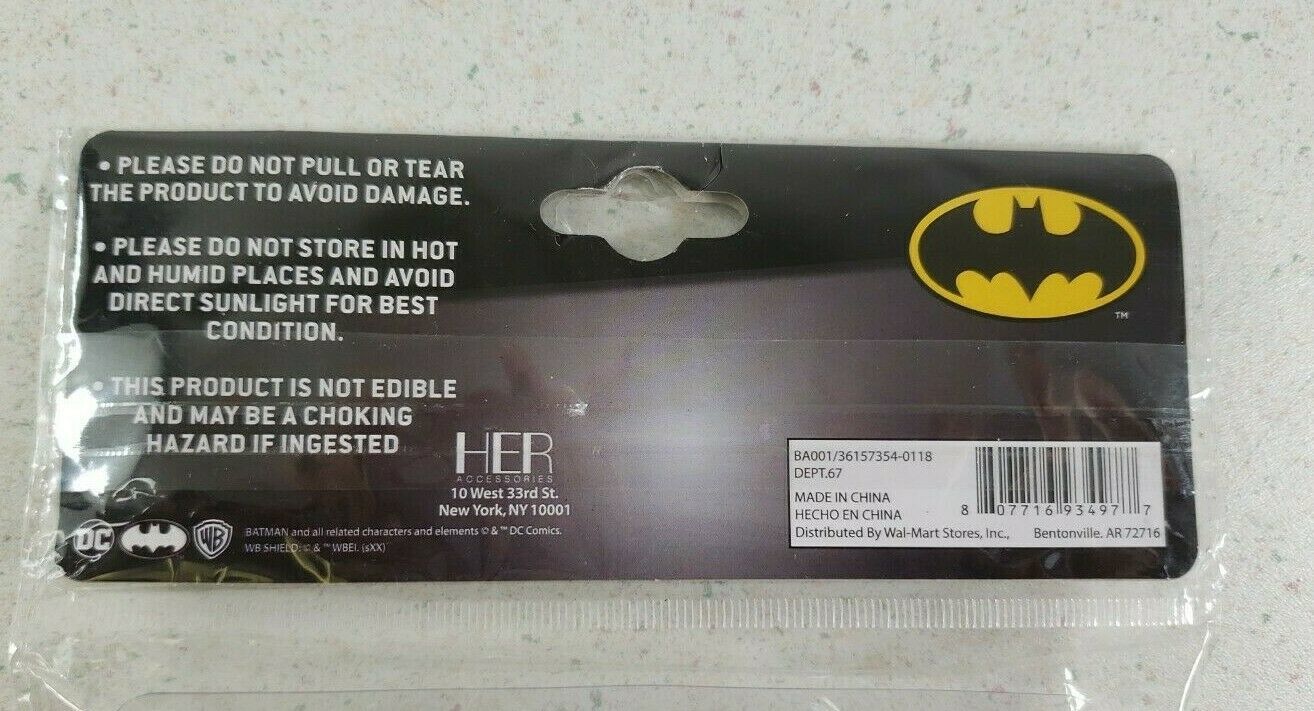 • PLEASE DO NOT PULL OR TEAR
THE PRODUCT TO AVOID DAMAGE.
• PLEASE DO NOT STORE IN HOT
AND HUMID PLACES AND AVOID
DIRECT SUNLIGHT FOR BEST
CONDITION.
• THIS PRODUCT IS NOT EDIBLE
AND MAY BE A CHOKING
HAZARD IF INGESTED
HER
ACCESSORIES
10 West 33rd St.
New York, NY 10001
DC
WB
BATMAN and all related characters and elements © & ™ DC Comics.
WB SHIELD: © & ™ WBEI. (sXX)
TM
BA001/36157354-0118
DEPT.67
MADE IN CHINA
HECHO EN CHINA
8 07716 93497 7
Distributed By Wal-Mart Stores, Inc., Bentonville. AR 72716